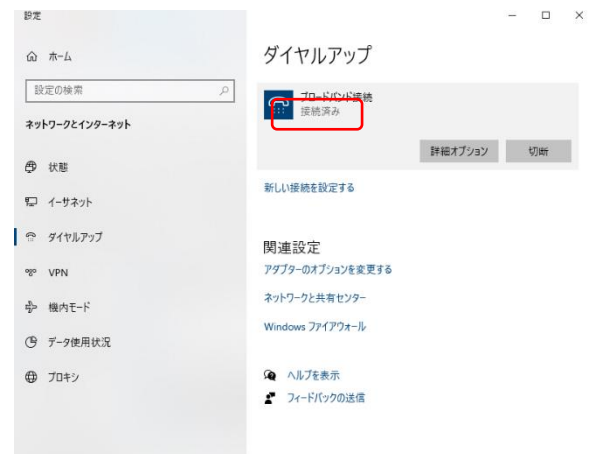 設定
ホーム
設定の検索
ネットワークとインターネット
状態
イーサネット
ダイヤルアップ
VPN
機内モード
データ使用状況
プロキシ
ダイヤルアップ
ブロードバンド接続
接続済み
詳細オプション
切断
新しい接続を設定する
関連設定
アダプターのオプションを変更する
ネットワークと共有センター
Windows ファイアウォール
ヘルプを表示
フィードバックの送信